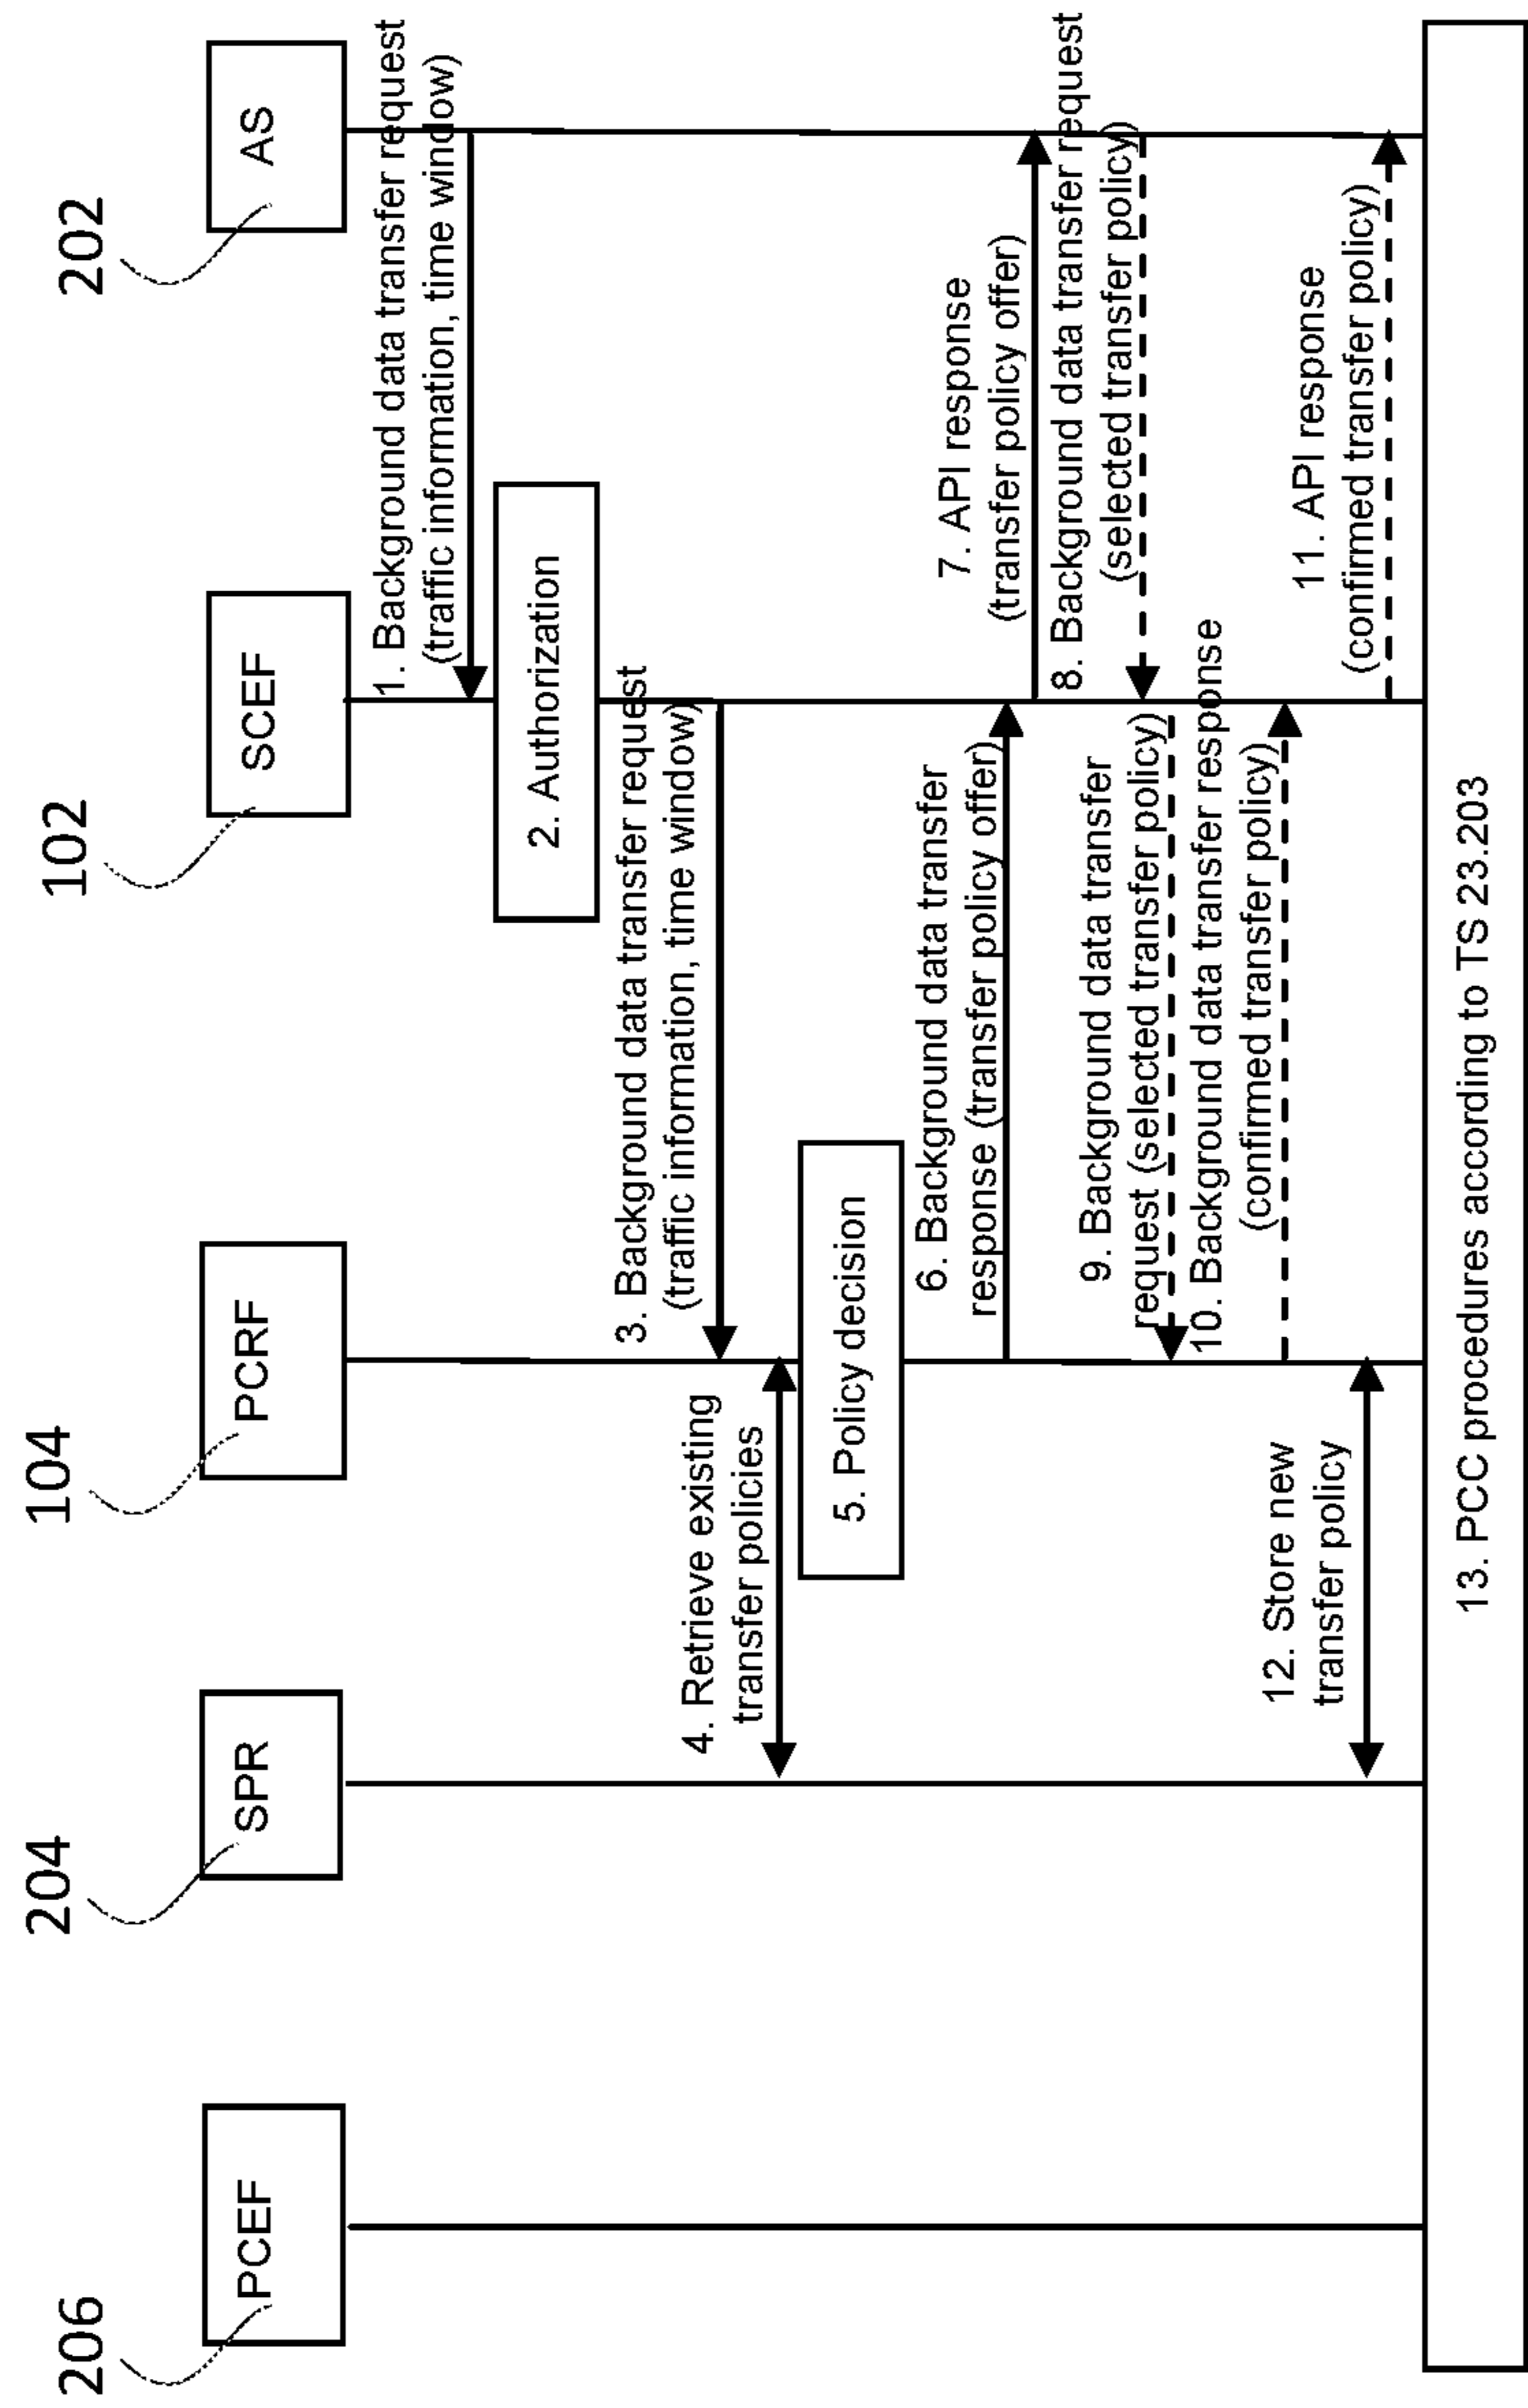 206
204
104
102
202
PCEF
SPR
PCRF
SCEF
AS
1. Background data transfer request
(traffic information, time window)
2. Authorization
3. Background data transfer request
(traffic information, time window)
4. Retrieve existing
transfer policies
5. Policy decision
6. Background data transfer
response (transfer policy offer)
7. API response
(transfer policy offer)
8. Background data transfer request
(selected transfer policy)
9. Background data transfer
request (selected transfer policy)
10. Background data transfer response
(confirmed transfer policy)
11. API response
(confirmed transfer policy)
12. Store new
transfer policy
13. PCC procedures according to TS 23.203